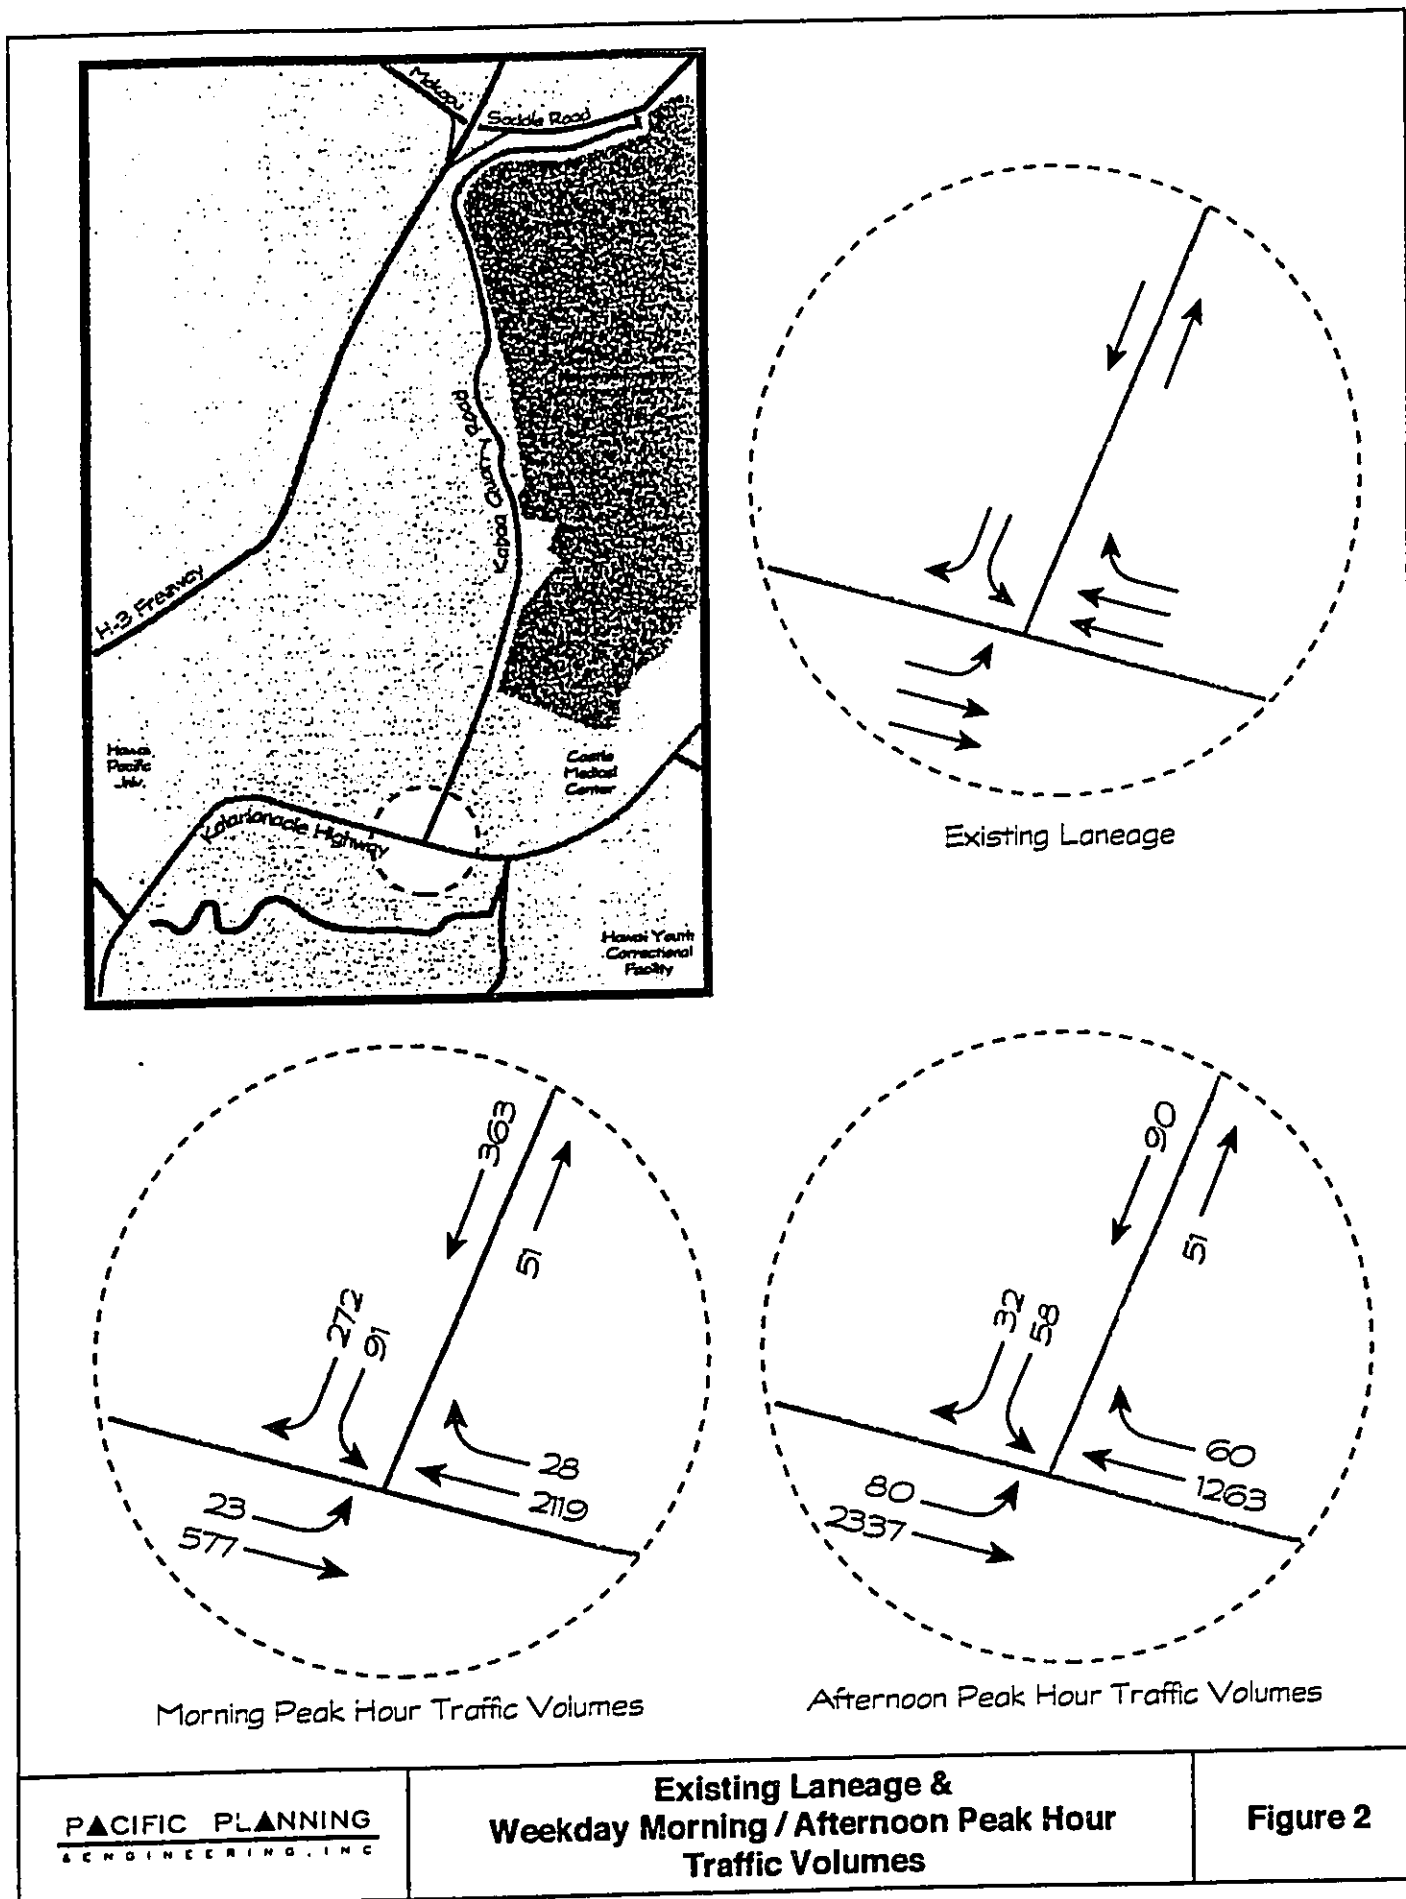 Mokapu
Saddle Road
Kapaa Quarry Road
H-3 Freeway
Hawaii
Pacific
Univ.
Castle
Medical
Center
Kalanianaole Highway
Hawaii Youth
Correctional
Facility
Existing Laneage
363
51
272
91
28
2119
23
577
Morning Peak Hour Traffic Volumes
90
51
32
58
60
1263
80
2337
Afternoon Peak Hour Traffic Volumes
PACIFIC PLANNING
& ENGINEERING, INC
Existing Laneage &
Weekday Morning / Afternoon Peak Hour
Traffic Volumes
Figure 2